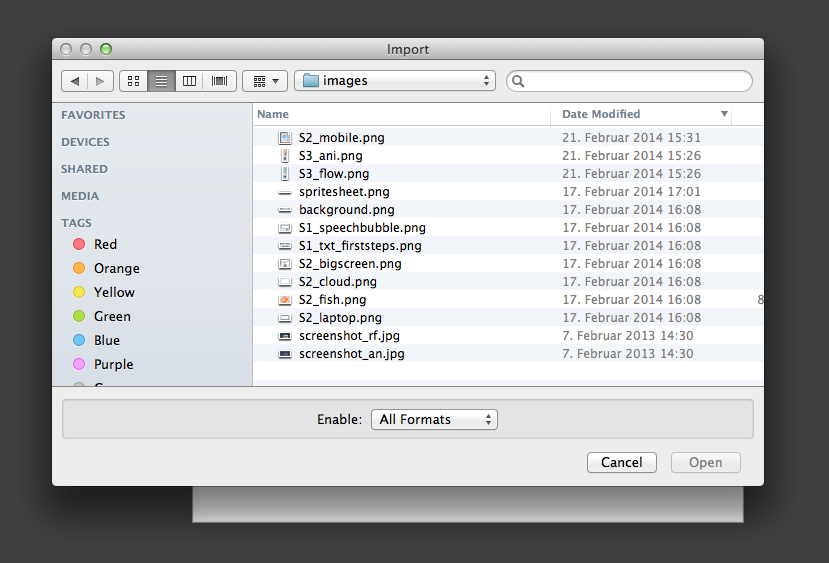 Import
images
FAVORITES
DEVICES
SHARED
MEDIA
TAGS
Red
Orange
Yellow
Green
Blue
Purple
Name Date Modified
S2_mobile.png 21. Februar 2014 15:31
S3_ani.png 21. Februar 2014 15:26
S3_flow.png 21. Februar 2014 15:26
spritesheet.png 17. Februar 2014 17:01
background.png 17. Februar 2014 16:08
S1_speechbubble.png 17. Februar 2014 16:08
S1_txt_firststeps.png 17. Februar 2014 16:08
S2_bigscreen.png 17. Februar 2014 16:08
S2_cloud.png 17. Februar 2014 16:08
S2_fish.png 17. Februar 2014 16:08 8
S2_laptop.png 17. Februar 2014 16:08
screenshot_rf.jpg 7. Februar 2013 14:30
screenshot_an.jpg 7. Februar 2013 14:30
Enable: All Formats
Cancel Open